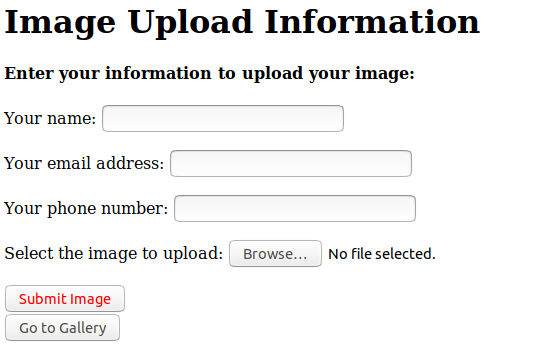 Image Upload Information
Enter your information to upload your image:
Your name:
Your email address:
Your phone number:
Select the image to upload: Browse... No file selected.
Submit Image
Go to Gallery